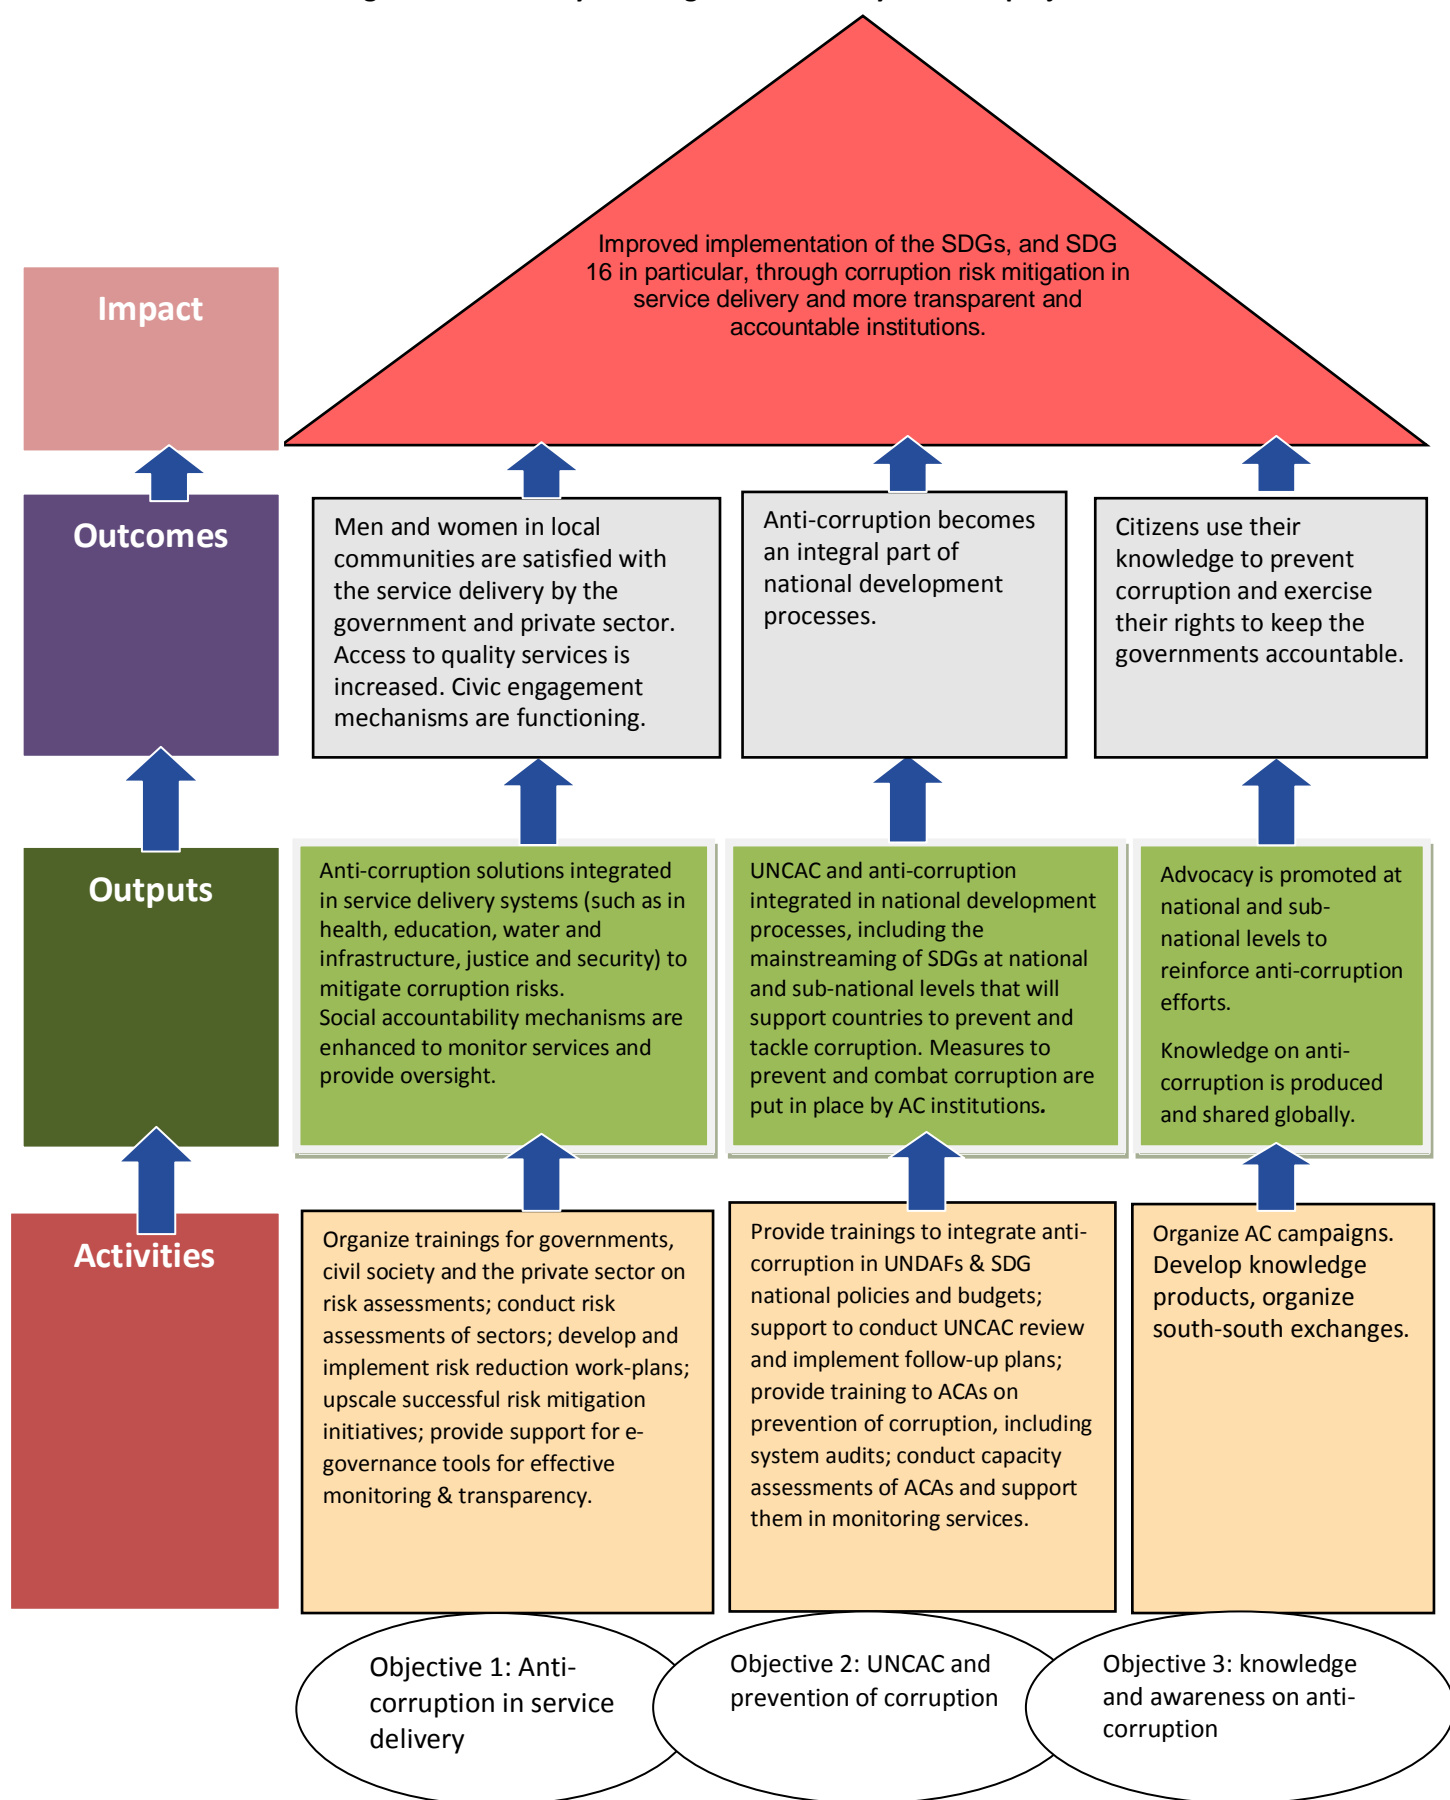 Improved implementation of the SDGs, and SDG
16 in particular, through corruption risk mitigation in
service delivery and more transparent and
accountable institutions.
Impact
Outcomes
Men and women in local
communities are satisfied with
the service delivery by the
government and private sector.
Access to quality services is
increased. Civic engagement
mechanisms are functioning.
Anti-corruption becomes
an integral part of
national development
processes.
Citizens use their
knowledge to prevent
corruption and exercise
their rights to keep the
governments accountable.
Outputs
Anti-corruption solutions integrated
in service delivery systems (such as in
health, education, water and
infrastructure, justice and security) to
mitigate corruption risks.
Social accountability mechanisms are
enhanced to monitor services and
provide oversight.
UNCAC and anti-corruption
integrated in national development
processes, including the
mainstreaming of SDGs at national
and sub-national levels that will
support countries to prevent and
tackle corruption. Measures to
prevent and combat corruption are
put in place by AC institutions.
Advocacy is promoted at
national and sub-
national levels to
reinforce anti-corruption
efforts.
Knowledge on anti-
corruption is produced
and shared globally.
Activities
Organize trainings for governments,
civil society and the private sector on
risk assessments; conduct risk
assessments of sectors; develop and
implement risk reduction work-plans;
upscale successful risk mitigation
initiatives; provide support for e-
governance tools for effective
monitoring & transparency.
Provide trainings to integrate anti-
corruption in UNDAFs & SDG
national policies and budgets;
support to conduct UNCAC review
and implement follow-up plans;
provide training to ACAs on
prevention of corruption, including
system audits; conduct capacity
assessments of ACAs and support
them in monitoring services.
Organize AC campaigns.
Develop knowledge
products, organize
south-south exchanges.
Objective 1: Anti-
corruption in service
delivery
Objective 2: UNCAC and
prevention of corruption
Objective 3: knowledge
and awareness on anti-
corruption